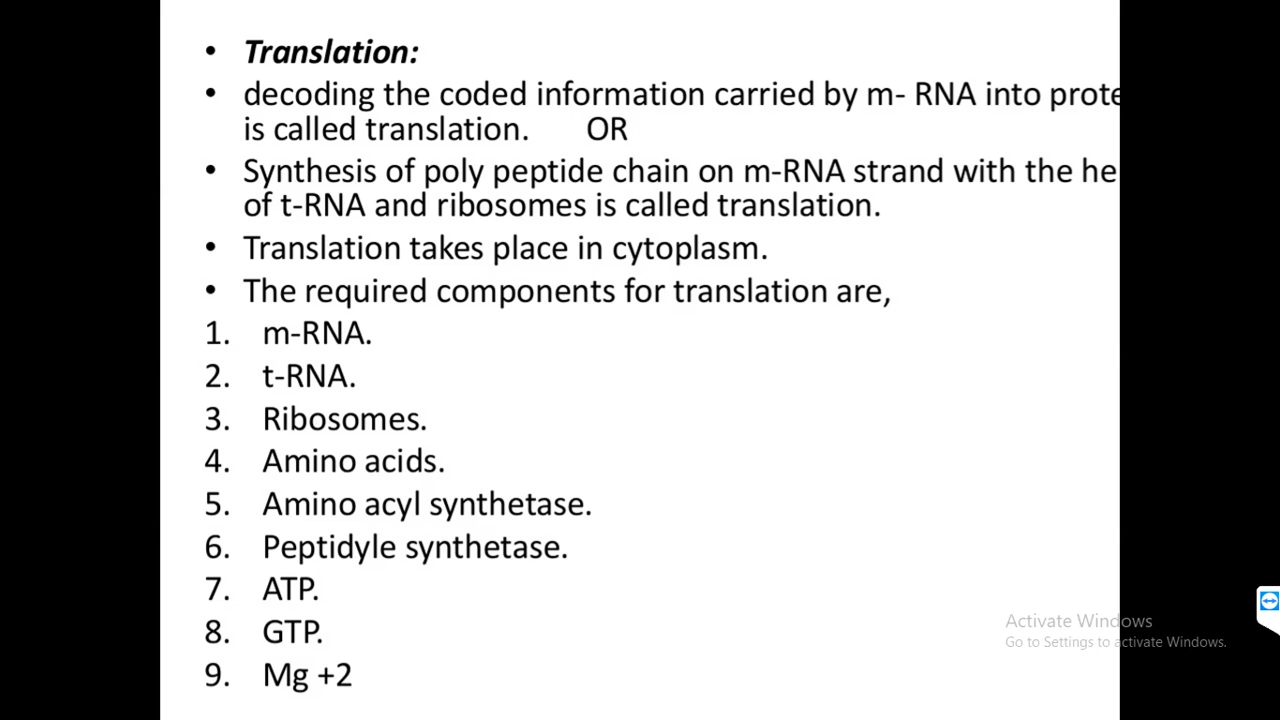 • Translation:
• decoding the coded information carried by m- RNA into prote
is called translation. OR
• Synthesis of poly peptide chain on m-RNA strand with the he
of t-RNA and ribosomes is called translation.
• Translation takes place in cytoplasm.
• The required components for translation are,
1. m-RNA.
2. t-RNA.
3. Ribosomes.
4. Amino acids.
5. Amino acyl synthetase.
6. Peptidyle synthetase.
7. ATP.
8. GTP.
9. Mg +2
Activate Windows
Go to Settings to activate Windows.